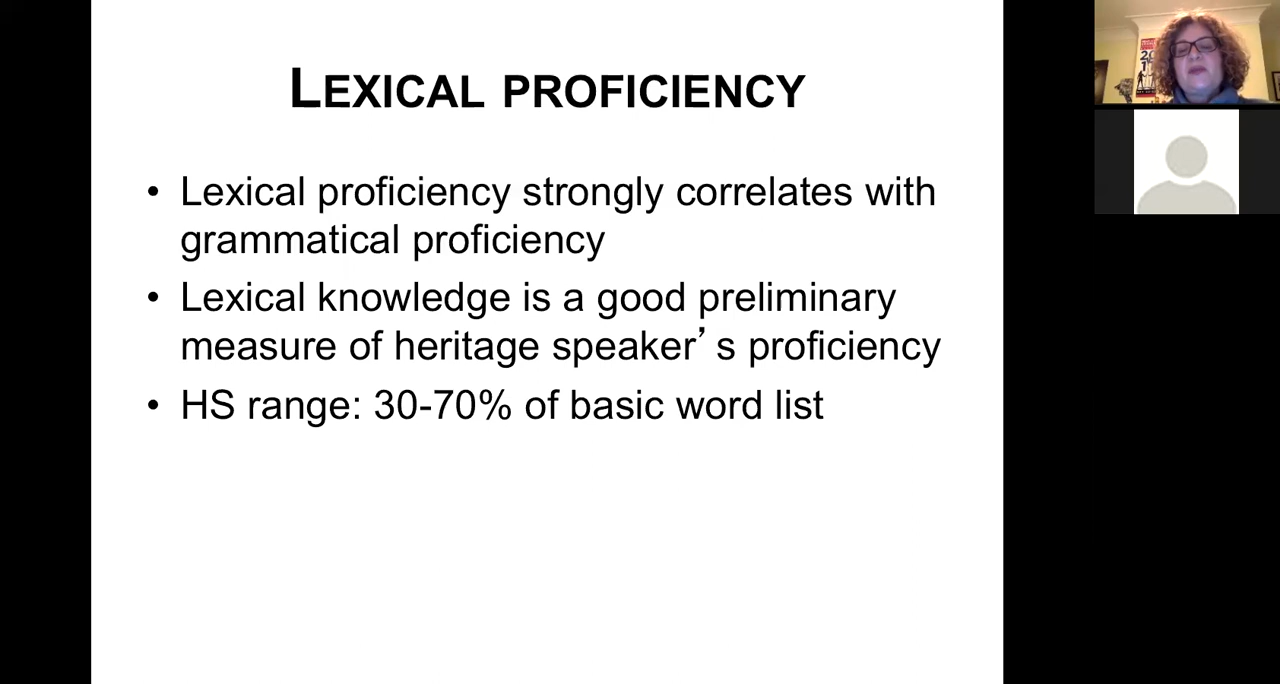 LEXICAL PROFICIENCY
• Lexical proficiency strongly correlates with
grammatical proficiency
• Lexical knowledge is a good preliminary
measure of heritage speaker’ s proficiency
• HS range: 30-70% of basic word list